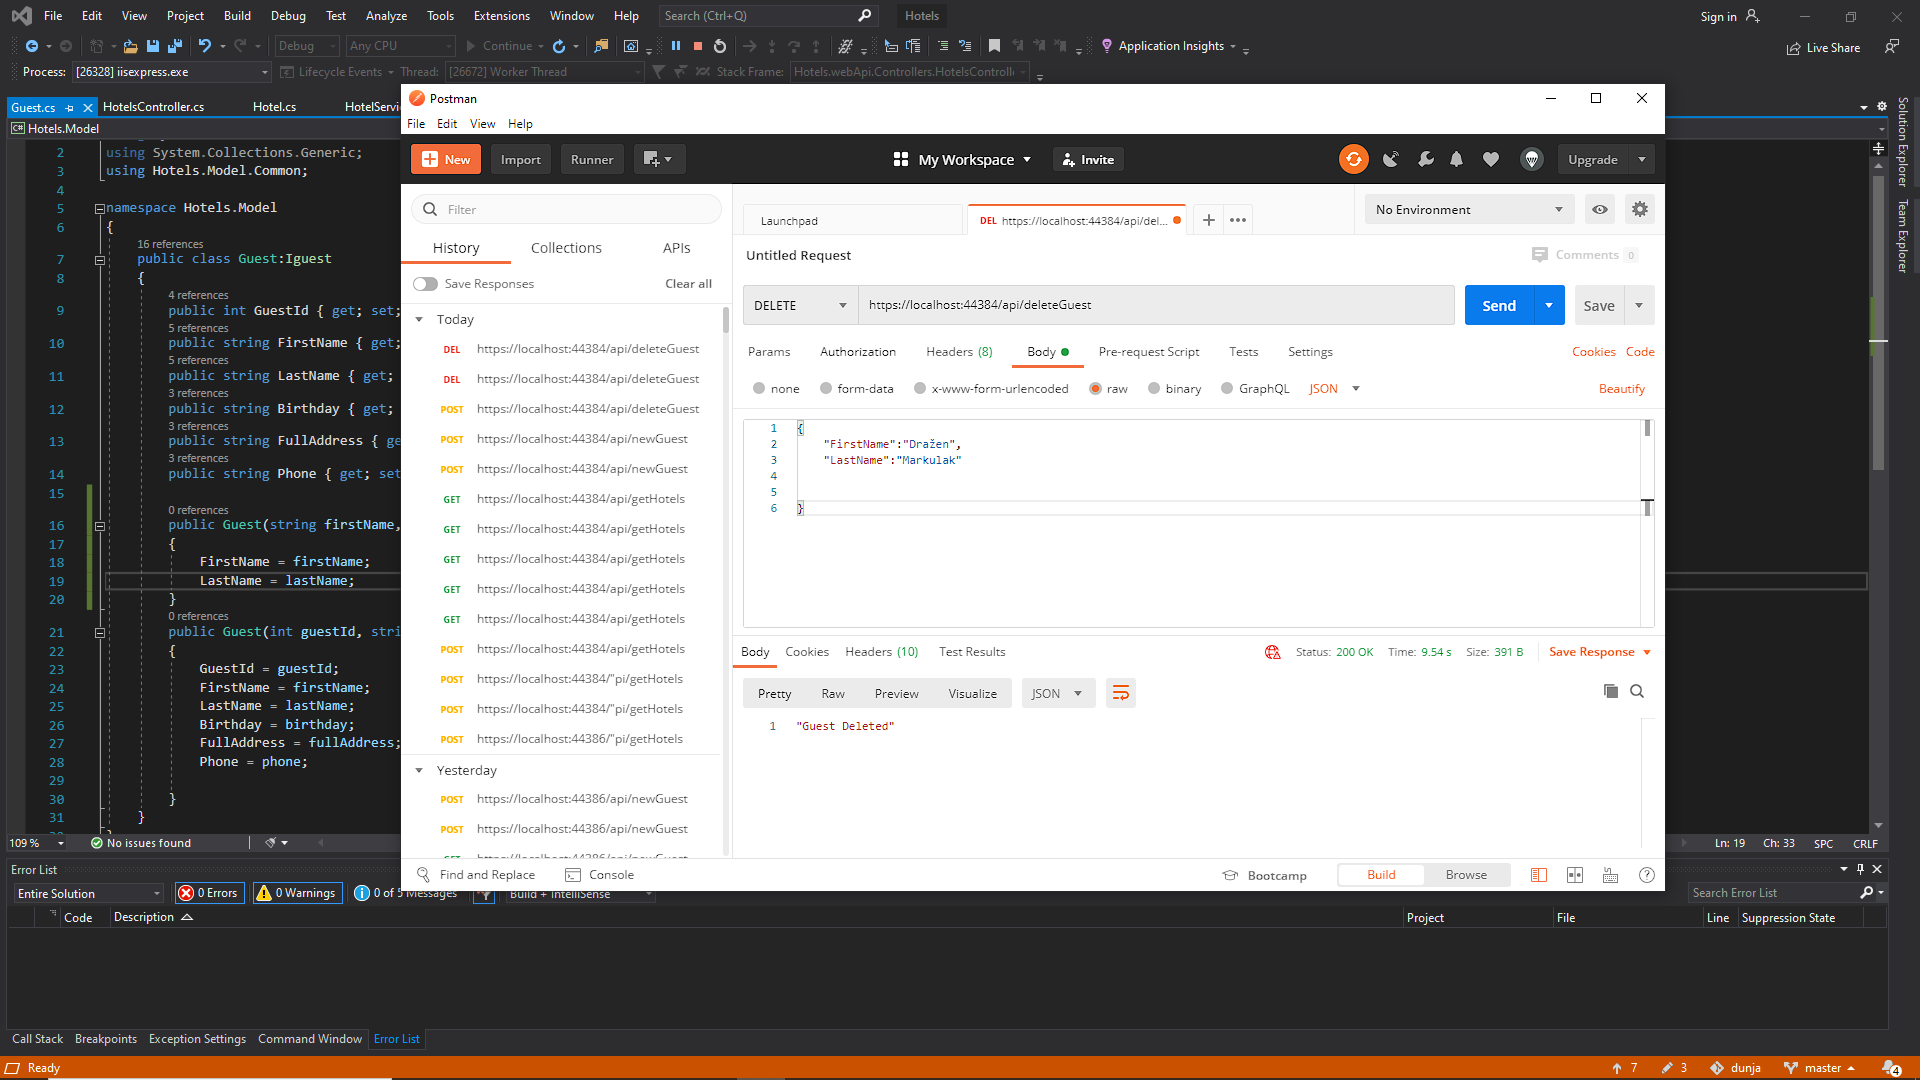 File Edit View Project Build Debug Test Analyze Tools Extensions Window Help Search (Ctrl+Q) Hotels Sign in
Debug Any CPU Continue Application Insights Live Share
Process: [26328] iisexpress.exe Lifecycle Events Thread: [26672] Worker Thread Stack Frame: Hotels.webApi.Controllers.HotelsControlle
Guest.cs HotelsController.cs Hotel.cs HotelServi
Hotels.Model
2 using System.Collections.Generic;
3 using Hotels.Model.Common;
4
5 namespace Hotels.Model
6 {
16 references
7 public class Guest:Iguest
8 {
4 references
9 public int GuestId { get; set;
5 references
10 public string FirstName { get;
5 references
11 public string LastName { get;
3 references
12 public string Birthday { get;
3 references
13 public string FullAddress { ge
3 references
14 public string Phone { get; set
15
0 references
16 public Guest(string firstName,
17 {
18 FirstName = firstName;
19 LastName = lastName;
20 }
0 references
21 public Guest(int guestId, stri
22 {
23 GuestId = guestId;
24 FirstName = firstName;
25 LastName = lastName;
26 Birthday = birthday;
27 FullAddress = fullAddress;
28 Phone = phone;
29
30 }
31 }
109 % No issues found
Postman
File Edit View Help
New Import Runner My Workspace Invite Upgrade
Filter
History Collections APIs
Save Responses Clear all
Today
DEL https://localhost:44384/api/deleteGuest
DEL https://localhost:44384/api/deleteGuest
POST https://localhost:44384/api/deleteGuest
POST https://localhost:44384/api/newGuest
POST https://localhost:44384/api/newGuest
GET https://localhost:44384/api/getHotels
GET https://localhost:44384/api/getHotels
GET https://localhost:44384/api/getHotels
GET https://localhost:44384/api/getHotels
GET https://localhost:44384/api/getHotels
POST https://localhost:44384/api/getHotels
POST https://localhost:44384/"pi/getHotels
POST https://localhost:44384/"pi/getHotels
POST https://localhost:44386/"pi/getHotels
Yesterday
POST https://localhost:44386/api/newGuest
POST https://localhost:44386/api/newGuest
GET https://localhost:44386/api/newGuest
Launchpad DEL https://localhost:44384/api/del... No Environment
Untitled Request Comments 0
DELETE https://localhost:44384/api/deleteGuest Send Save
Params Authorization Headers (8) Body Pre-request Script Tests Settings Cookies Code
none form-data x-www-form-urlencoded raw binary GraphQL JSON Beautify
1 {
2 "FirstName":"Dražen",
3 "LastName":"Markulak"
4
5
6 }
Body Cookies Headers (10) Test Results Status: 200 OK Time: 9.54 s Size: 391 B Save Response
Pretty Raw Preview Visualize JSON
1 "Guest Deleted"
Find and Replace Console Bootcamp Build Browse
Solution Explorer
Team Explorer
Ln: 19 Ch: 33 SPC CRLF
Error List
Entire Solution 0 Errors 0 Warnings 0 of 5 Messages Build + IntelliSense Search Error List
Code Description Project File Line Suppression State
Call Stack Breakpoints Exception Settings Command Window Error List
Ready 7 3 dunja master 4